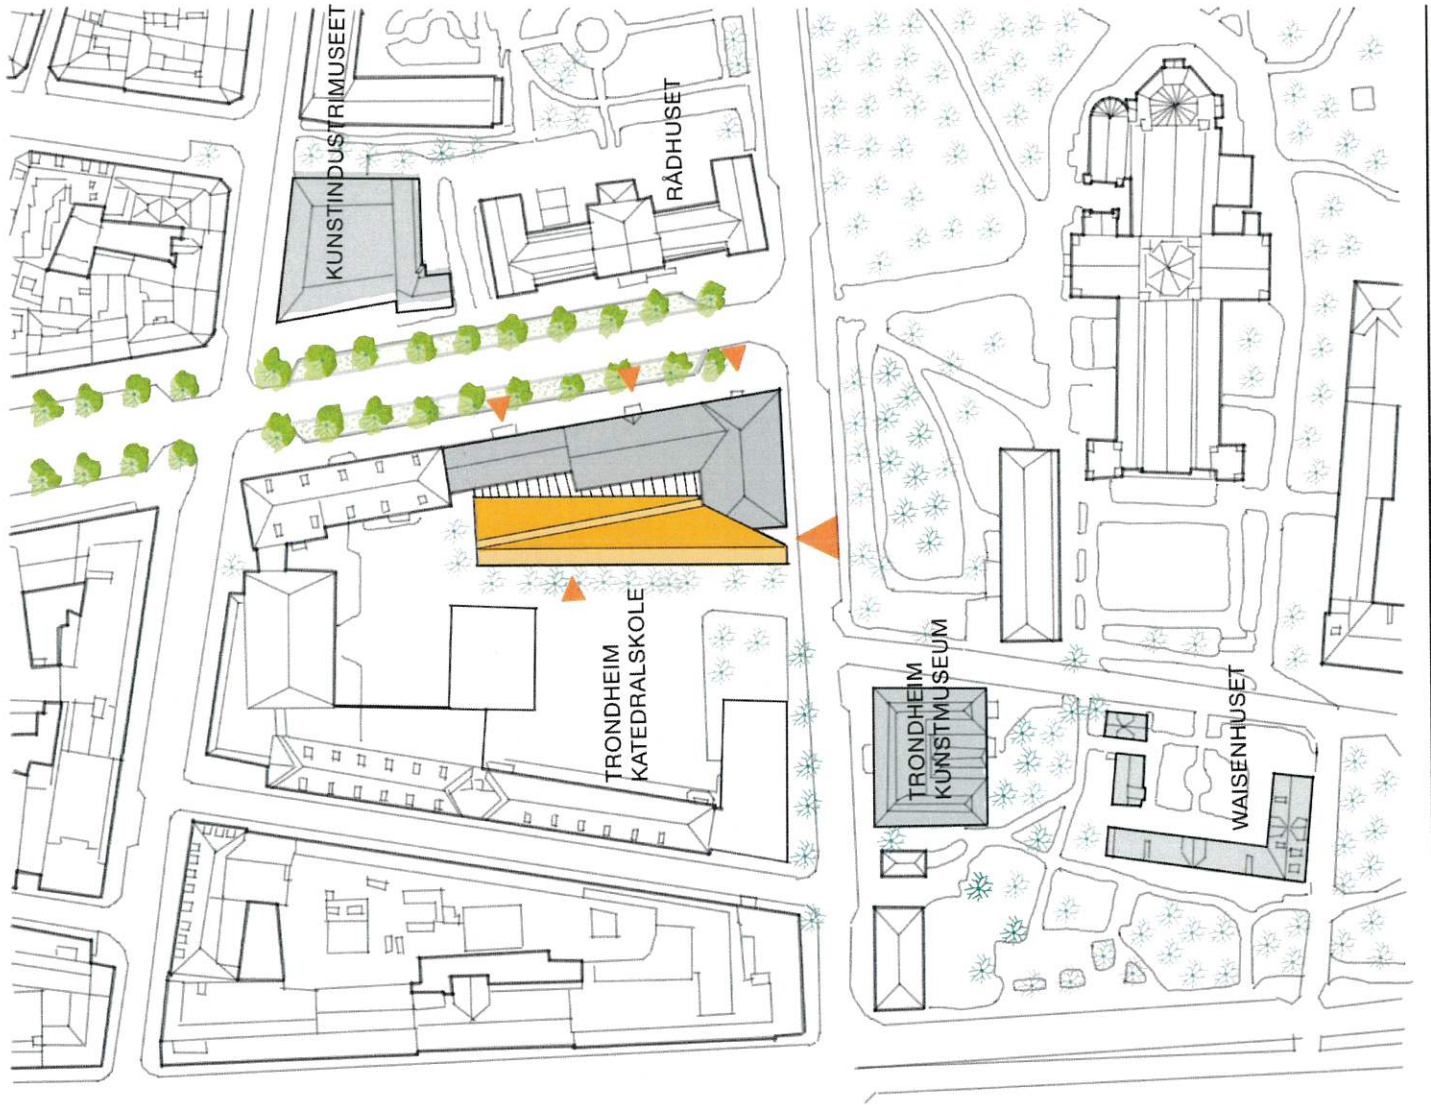 KUNSTINDUSTRIMUSEET
RÅDHUSET
TRONDHEIM
KATEDRALSKOLE
TRONDHEIM
KUNSTMUSEUM
WAISENHUSET